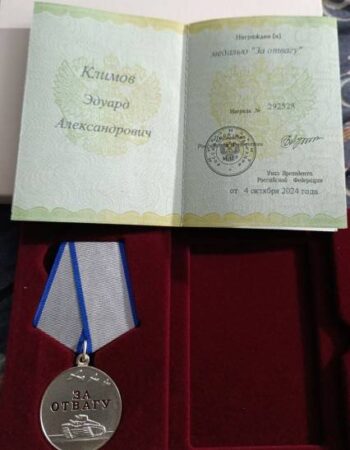 Климов
Эдуард
Александрович
Награждён (а)
медалью "За отвагу"
Награда № 292528
Указ Президента
Российской Федерации
от 4 октября 2024 года
ЗА
ОТВАГУ